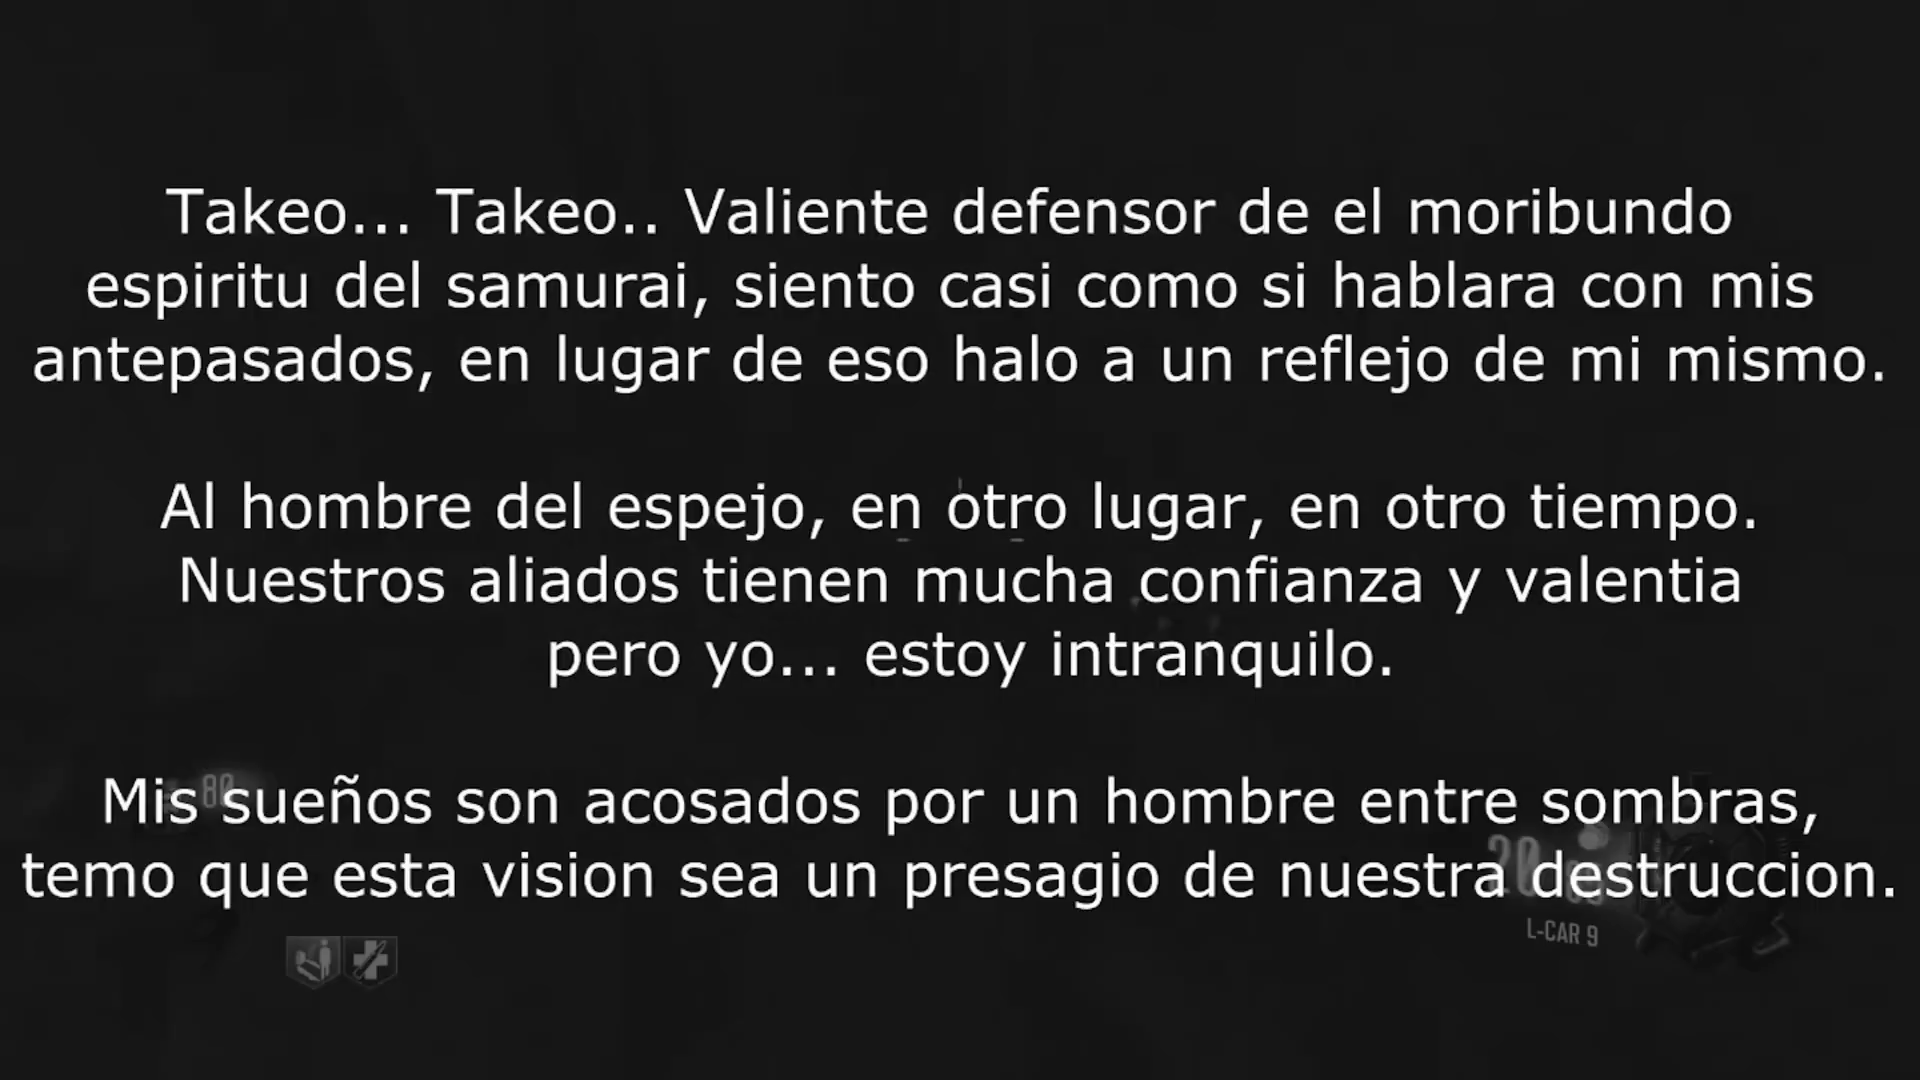 Takeo... Takeo.. Valiente defensor de el moribundo
espiritu del samurai, siento casi como si hablara con mis
antepasados, en lugar de eso halo a un reflejo de mi mismo.
Al hombre del espejo, en otro lugar, en otro tiempo.
Nuestros aliados tienen mucha confianza y valentia
pero yo... estoy intranquilo.
Mis sueños son acosados por un hombre entre sombras,
temo que esta vision sea un presagio de nuestra destruccion.
80
20
L-CAR 9